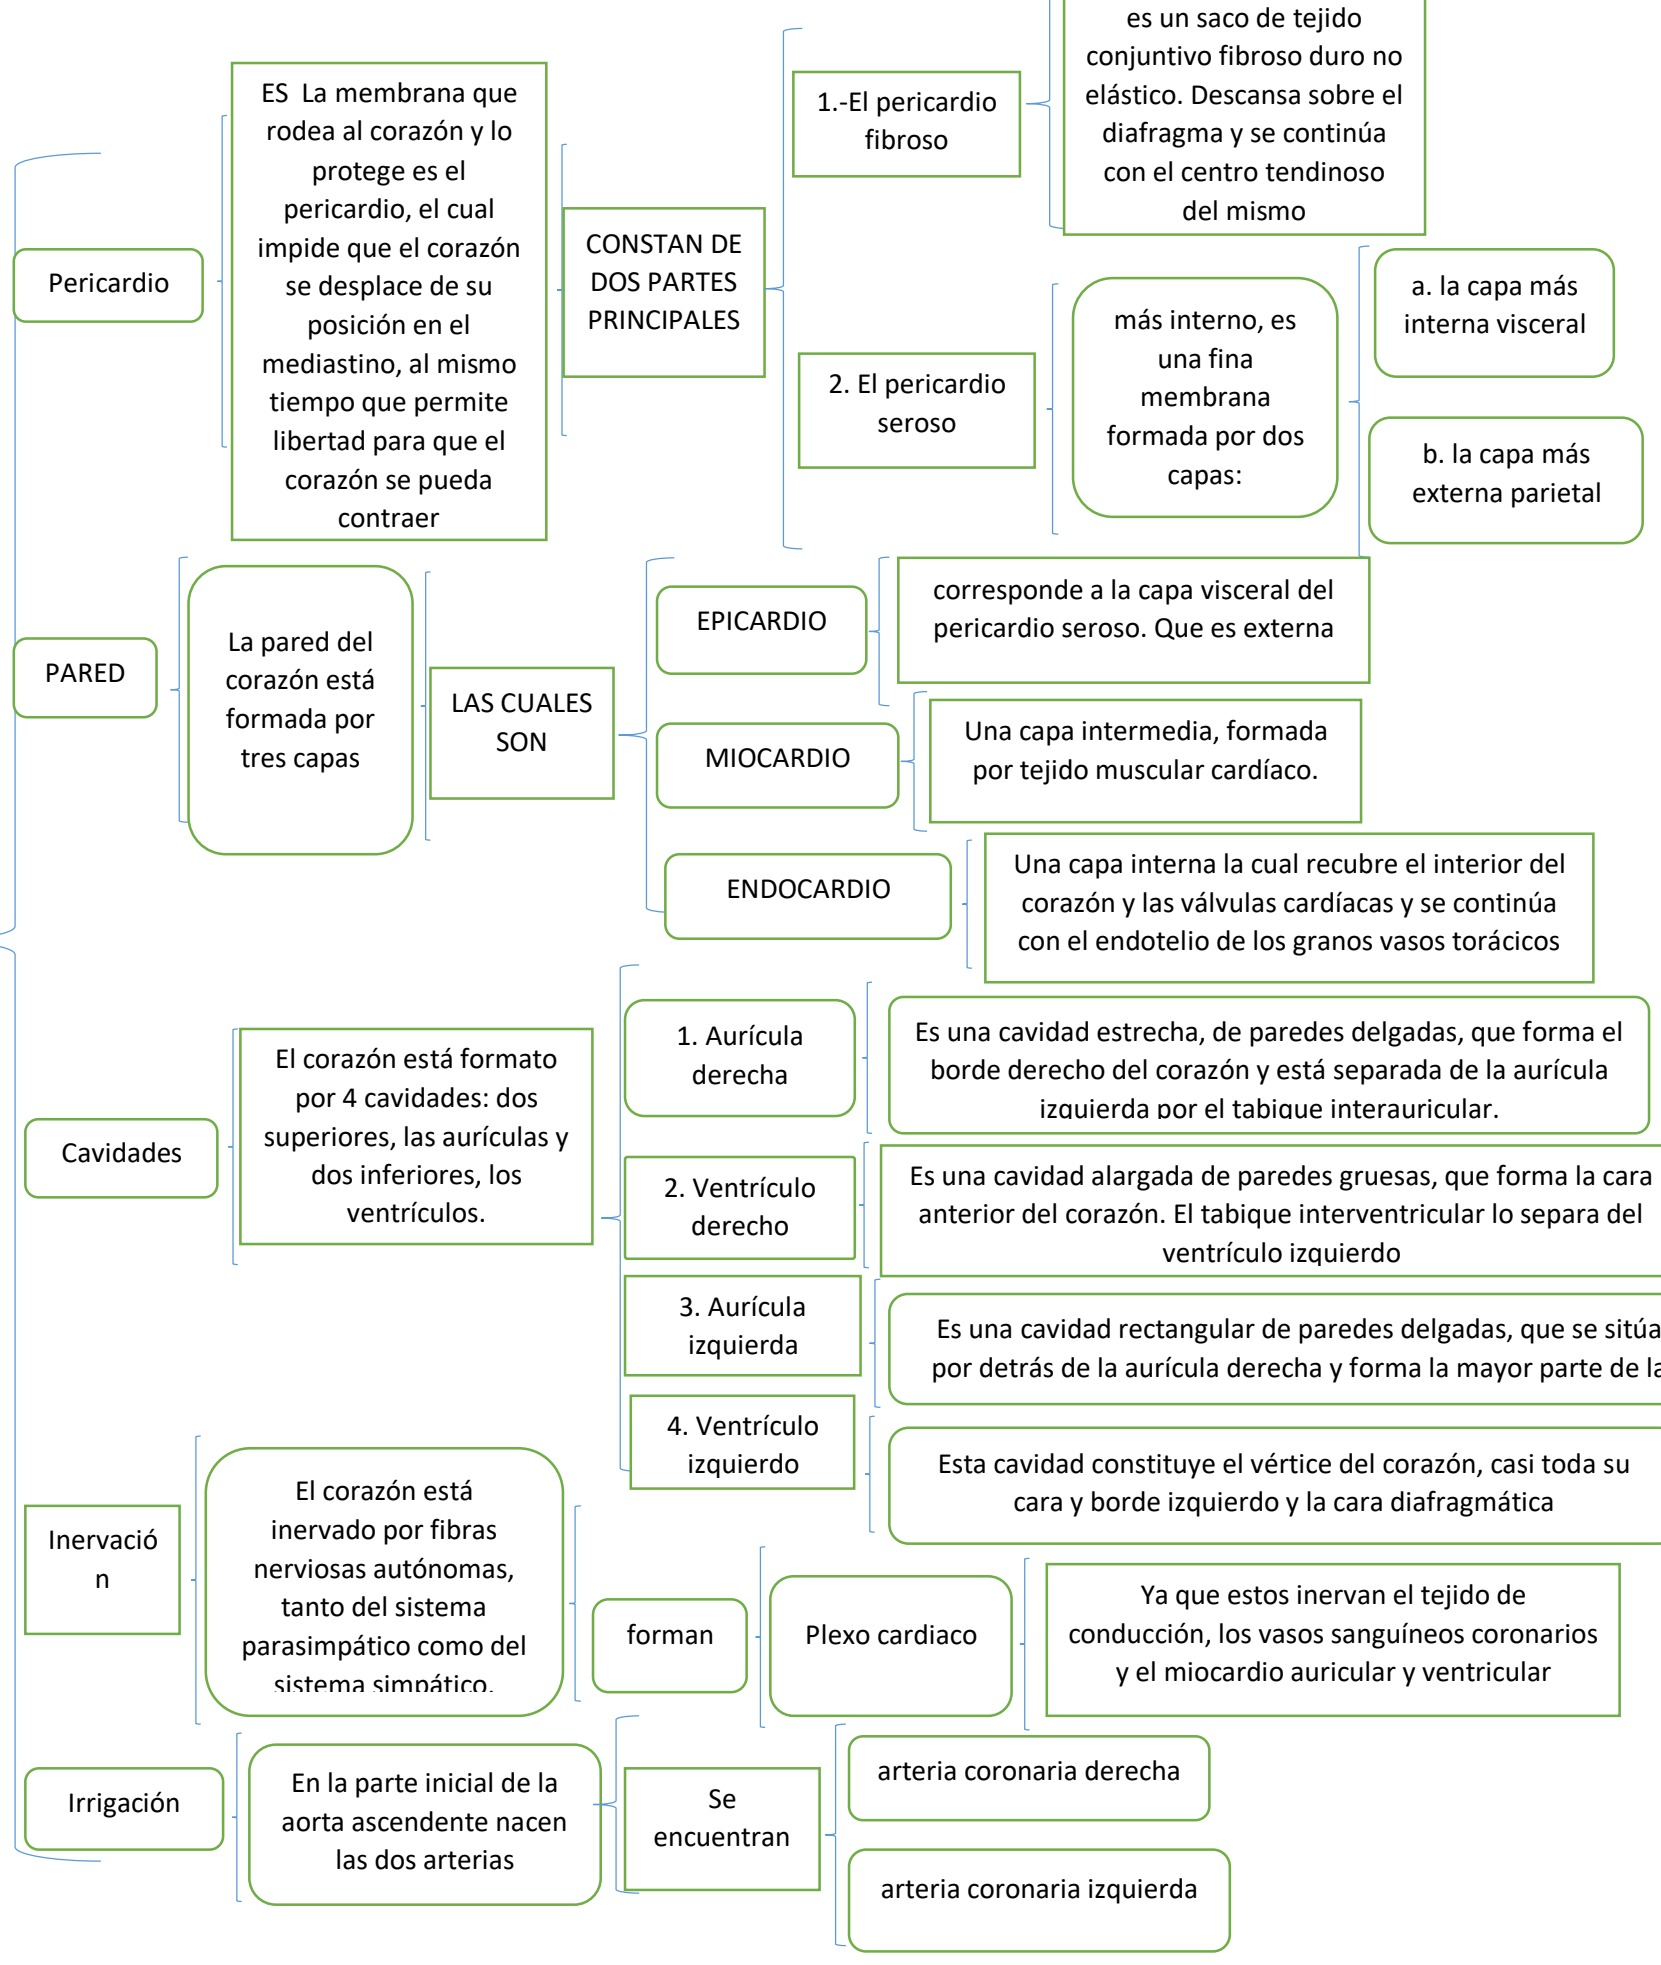 Pericardio
ES La membrana que
rodea al corazón y lo
protege es el
pericardio, el cual
impide que el corazón
se desplace de su
posición en el
mediastino, al mismo
tiempo que permite
libertad para que el
corazón se pueda
contraer
CONSTAN DE
DOS PARTES
PRINCIPALES
1.-El pericardio
fibroso
es un saco de tejido
conjuntivo fibroso duro no
elástico. Descansa sobre el
diafragma y se continúa
con el centro tendinoso
del mismo
2. El pericardio
seroso
más interno, es
una fina
membrana
formada por dos
capas:
a. la capa más
interna visceral
b. la capa más
externa parietal
PARED
La pared del
corazón está
formada por
tres capas
LAS CUALES
SON
EPICARDIO
corresponde a la capa visceral del
pericardio seroso. Que es externa
MIOCARDIO
Una capa intermedia, formada
por tejido muscular cardíaco.
ENDOCARDIO
Una capa interna la cual recubre el interior del
corazón y las válvulas cardíacas y se continúa
con el endotelio de los granos vasos torácicos
Cavidades
El corazón está formato
por 4 cavidades: dos
superiores, las aurículas y
dos inferiores, los
ventrículos.
1. Aurícula
derecha
Es una cavidad estrecha, de paredes delgadas, que forma el
borde derecho del corazón y está separada de la aurícula
izquierda por el tabique interauricular.
2. Ventrículo
derecho
Es una cavidad alargada de paredes gruesas, que forma la cara
anterior del corazón. El tabique interventricular lo separa del
ventrículo izquierdo
3. Aurícula
izquierda
Es una cavidad rectangular de paredes delgadas, que se sitúa
por detrás de la aurícula derecha y forma la mayor parte de la
4. Ventrículo
izquierdo
Esta cavidad constituye el vértice del corazón, casi toda su
cara y borde izquierdo y la cara diafragmática
Inervació
n
El corazón está
inervado por fibras
nerviosas autónomas,
tanto del sistema
parasimpático como del
sistema simpático.
forman
Plexo cardiaco
Ya que estos inervan el tejido de
conducción, los vasos sanguíneos coronarios
y el miocardio auricular y ventricular
Irrigación
En la parte inicial de la
aorta ascendente nacen
las dos arterias
Se
encuentran
arteria coronaria derecha
arteria coronaria izquierda